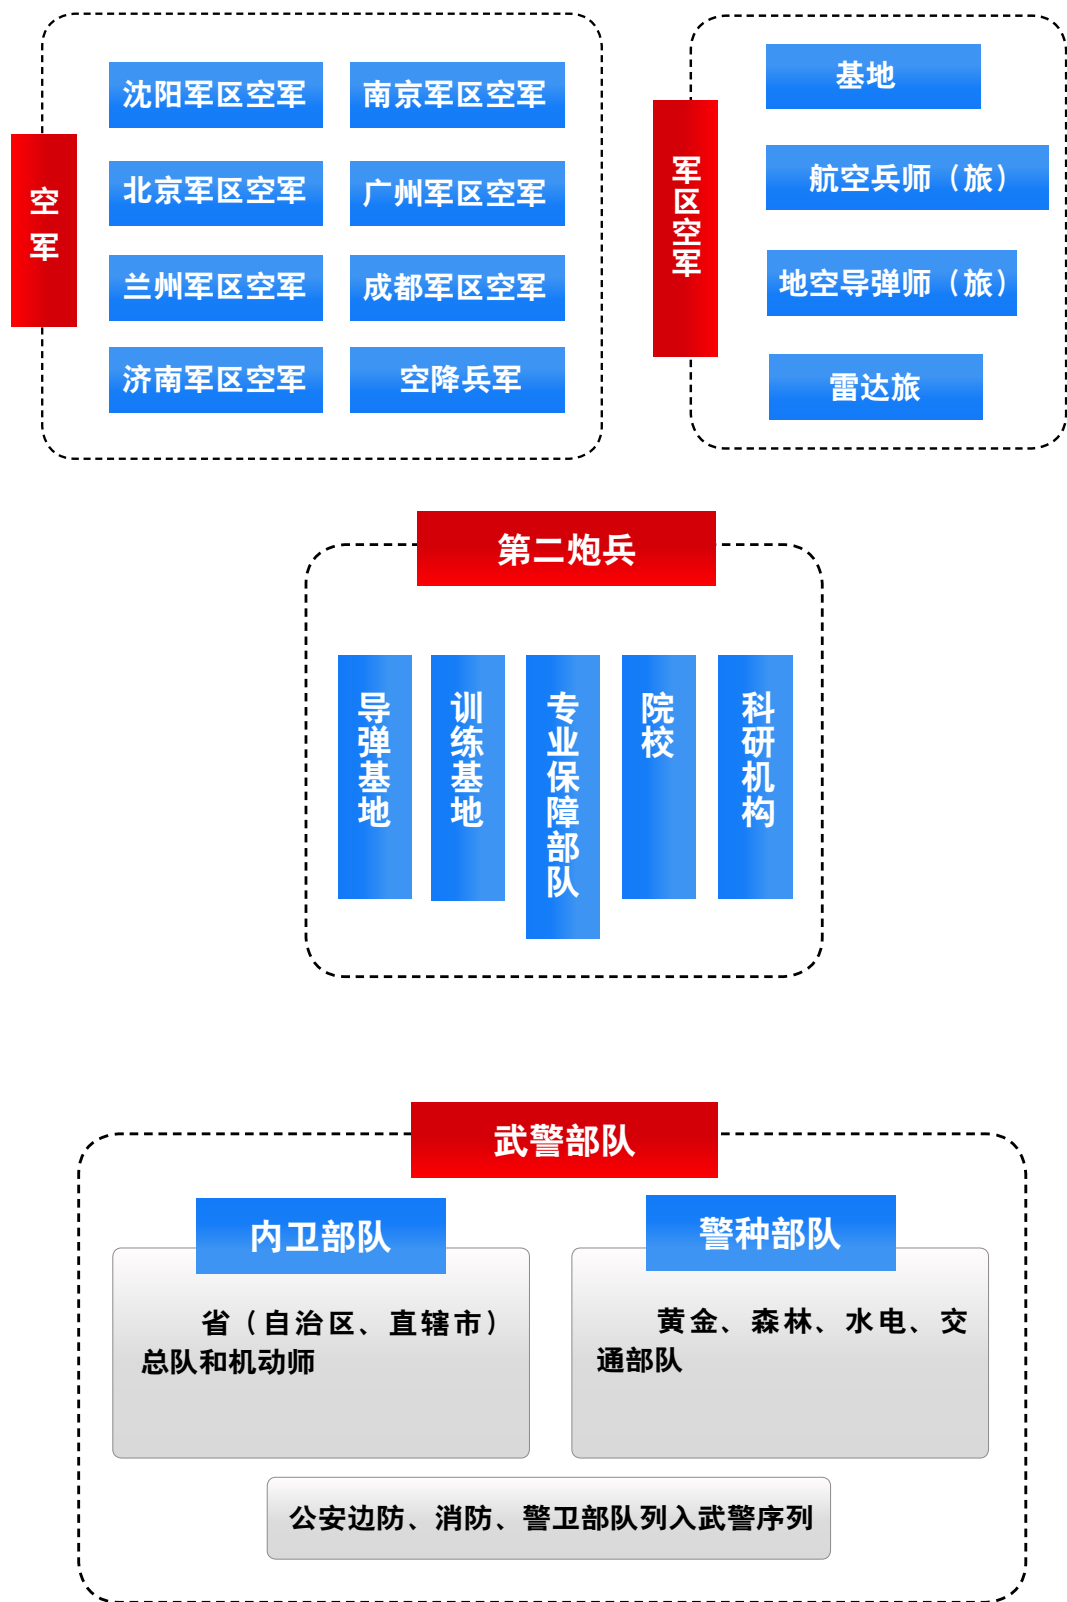 空军
沈阳军区空军
南京军区空军
北京军区空军
广州军区空军
兰州军区空军
成都军区空军
济南军区空军
空降兵军
军区空军
基地
航空兵师（旅）
地空导弹师（旅）
雷达旅
第二炮兵
导弹基地
训练基地
专业保障部队
院校
科研机构
武警部队
内卫部队
省（自治区、直辖市）
总队和机动师
警种部队
黄金、森林、水电、交
通部队
公安边防、消防、警卫部队列入武警序列